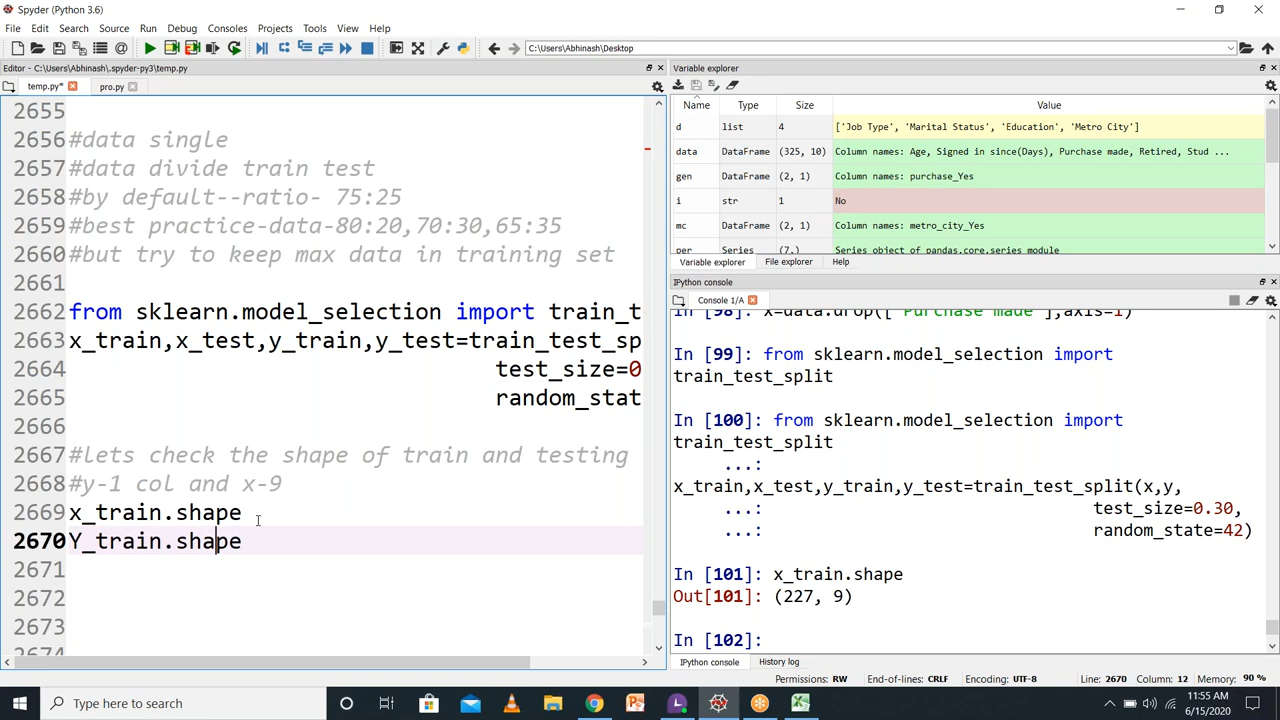 Spyder (Python 3.6)
File Edit Search Source Run Debug Consoles Projects Tools View Help
C:\Users\Abhinash\Desktop
Editor - C:\Users\Abhinash\.spyder-py3\temp.py
temp.py* pro.py
2655
2656 #data single
2657 #data divide train test
2658 #by default--ratio- 75:25
2659 #best practice-data-80:20,70:30,65:35
2660 #but try to keep max data in training set
2661
2662 from sklearn.model_selection import train_t
2663 x_train,x_test,y_train,y_test=train_test_sp
2664 test_size=0
2665 random_stat
2666
2667 #lets check the shape of train and testing
2668 #y-1 col and x-9
2669 x_train.shape
2670 Y_train.shape
2671
2672
2673
2674
Variable explorer
Name Type Size Value
d list 4 ['Job Type', 'Marital Status', 'Education', 'Metro City']
data DataFrame (325, 10) Column names: Age, Signed in since(Days), Purchase made, Retired, Stud ...
gen DataFrame (2, 1) Column names: purchase_Yes
i str 1 No
mc DataFrame (2, 1) Column names: metro_city_Yes
per Series (7,) Series object of pandas.core.series module
Variable explorer File explorer Help
IPython console
Console 1/A
In [98]: x=data.drop(["Purchase made"],axis=1)
In [99]: from sklearn.model_selection import
train_test_split
In [100]: from sklearn.model_selection import
train_test_split
...:
x_train,x_test,y_train,y_test=train_test_split(x,y,
...: test_size=0.30,
...: random_state=42)
In [101]: x_train.shape
Out[101]: (227, 9)
In [102]:
IPython console History log
Permissions: RW End-of-lines: CRLF Encoding: UTF-8 Line: 2670 Column: 12 Memory: 90 %
Type here to search
11:55 AM
6/15/2020